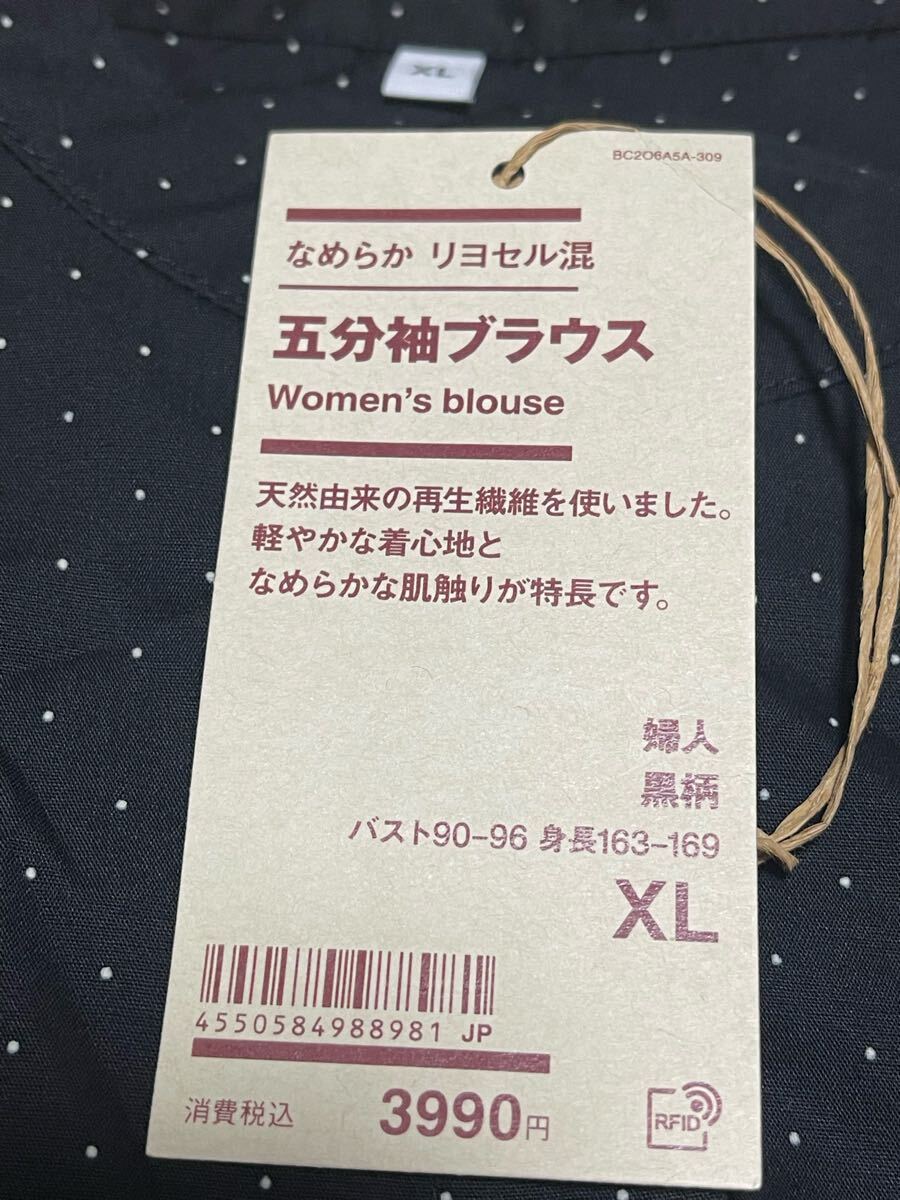 XL
BC2O6A5A-309
なめらか リヨセル混
五分袖ブラウス
Women's blouse
天然由来の再生繊維を使いました。
軽やかな着心地と
なめらかな肌触りが特長です。
婦人
黒柄
バスト90-96 身長163-169
XL
4550584988981 JP
消費税込 3990円
RFID